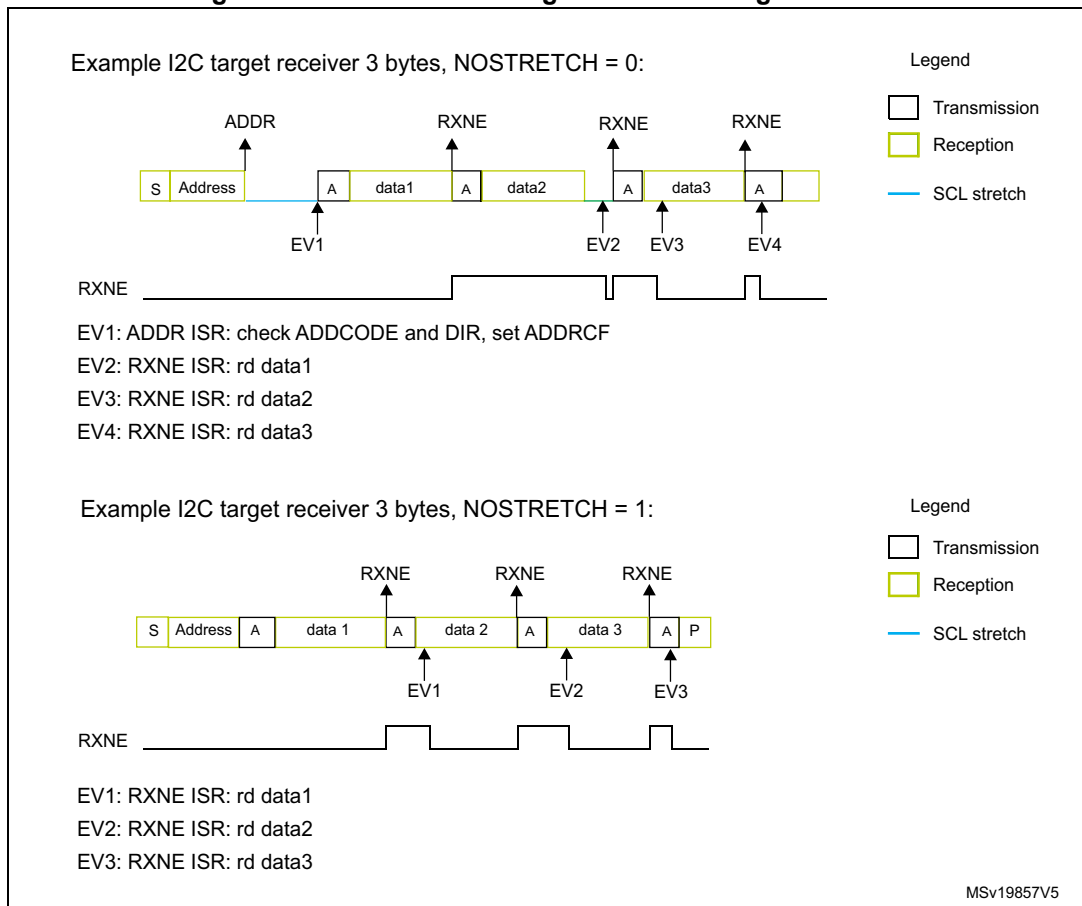 Example I2C target receiver 3 bytes, NOSTRETCH = 0:
Legend
Transmission
Reception
SCL stretch
ADDR RXNE RXNE RXNE
S Address A data1 A data2 A data3 A
EV1 EV2 EV3 EV4
RXNE
EV1: ADDR ISR: check ADDCODE and DIR, set ADDRCF
EV2: RXNE ISR: rd data1
EV3: RXNE ISR: rd data2
EV4: RXNE ISR: rd data3
Example I2C target receiver 3 bytes, NOSTRETCH = 1:
Legend
Transmission
Reception
SCL stretch
RXNE RXNE RXNE
S Address A data 1 A data 2 A data 3 A P
EV1 EV2 EV3
RXNE
EV1: RXNE ISR: rd data1
EV2: RXNE ISR: rd data2
EV3: RXNE ISR: rd data3
MSv19857V5